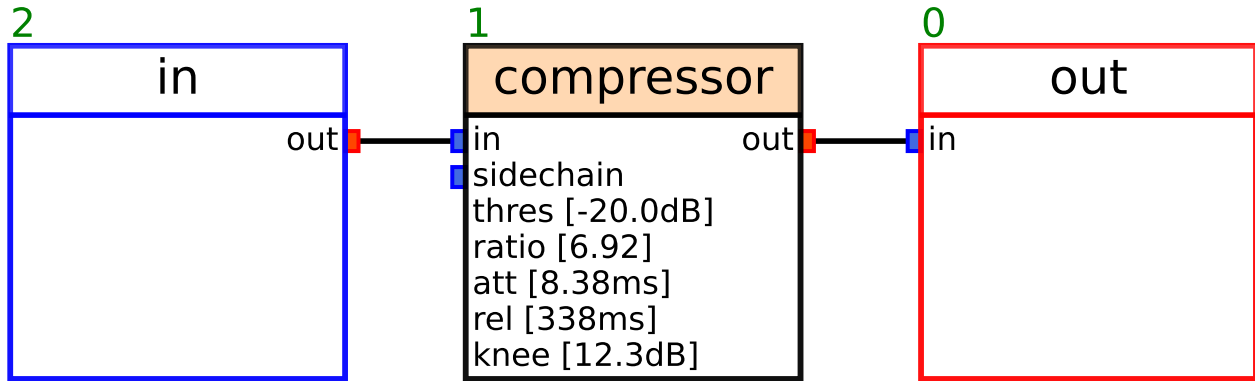 2
1
0
in
compressor
out
out
in
out
in
sidechain
thres [-20.0dB]
ratio [6.92]
att [8.38ms]
rel [338ms]
knee [12.3dB]